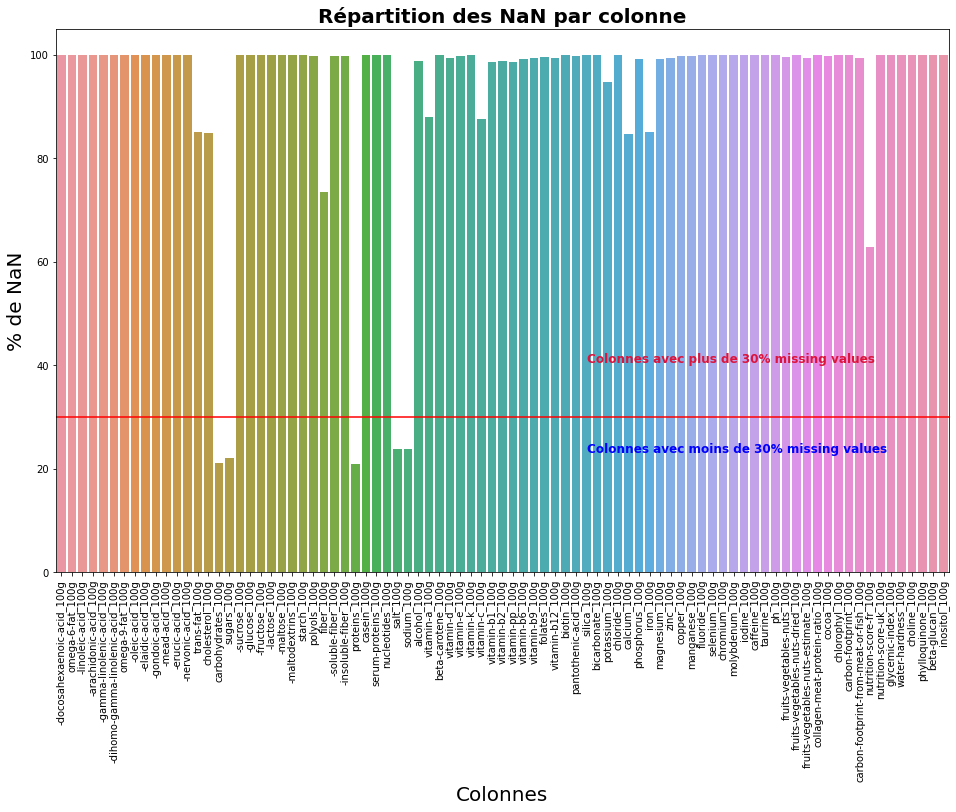 Répartition des NaN par colonne
% de NaN
100
80
60
40
20
0
Colonnes avec plus de 30% missing values
Colonnes avec moins de 30% missing values
-docosahexaenoic-acid_100g
omega-6-fat_100g
-linoleic-acid_100g
-arachidonic-acid_100g
-gamma-linolenic-acid_100g
-dihomo-gamma-linolenic-acid_100g
omega-9-fat_100g
-oleic-acid_100g
-elaidic-acid_100g
-gondoic-acid_100g
-mead-acid_100g
-erucic-acid_100g
-nervonic-acid_100g
trans-fat_100g
cholesterol_100g
carbohydrates_100g
sugars_100g
-sucrose_100g
-glucose_100g
-fructose_100g
-lactose_100g
-maltose_100g
-maltodextrins_100g
starch_100g
polyols_100g
fiber_100g
-soluble-fiber_100g
-insoluble-fiber_100g
proteins_100g
casein_100g
serum-proteins_100g
nucleotides_100g
salt_100g
sodium_100g
alcohol_100g
vitamin-a_100g
beta-carotene_100g
vitamin-d_100g
vitamin-e_100g
vitamin-k_100g
vitamin-c_100g
vitamin-b1_100g
vitamin-b2_100g
vitamin-pp_100g
vitamin-b6_100g
vitamin-b9_100g
folates_100g
vitamin-b12_100g
biotin_100g
pantothenic-acid_100g
silica_100g
bicarbonate_100g
potassium_100g
chloride_100g
calcium_100g
phosphorus_100g
iron_100g
magnesium_100g
zinc_100g
copper_100g
manganese_100g
fluoride_100g
selenium_100g
chromium_100g
molybdenum_100g
iodine_100g
caffeine_100g
taurine_100g
ph_100g
fruits-vegetables-nuts_100g
fruits-vegetables-nuts-dried_100g
fruits-vegetables-nuts-estimate_100g
collagen-meat-protein-ratio_100g
cocoa_100g
chlorophyl_100g
carbon-footprint_100g
carbon-footprint-from-meat-or-fish_100g
nutrition-score-fr_100g
nutrition-score-uk_100g
glycemic-index_100g
water-hardness_100g
choline_100g
phylloquinone_100g
beta-glucan_100g
inositol_100g
Colonnes